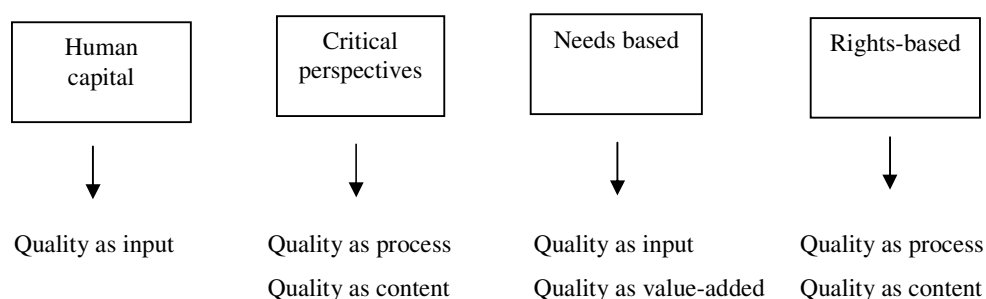 Human
capital
Critical
perspectives
Needs based
Rights-based
Quality as input
Quality as process
Quality as content
Quality as input
Quality as value-added
Quality as process
Quality as content